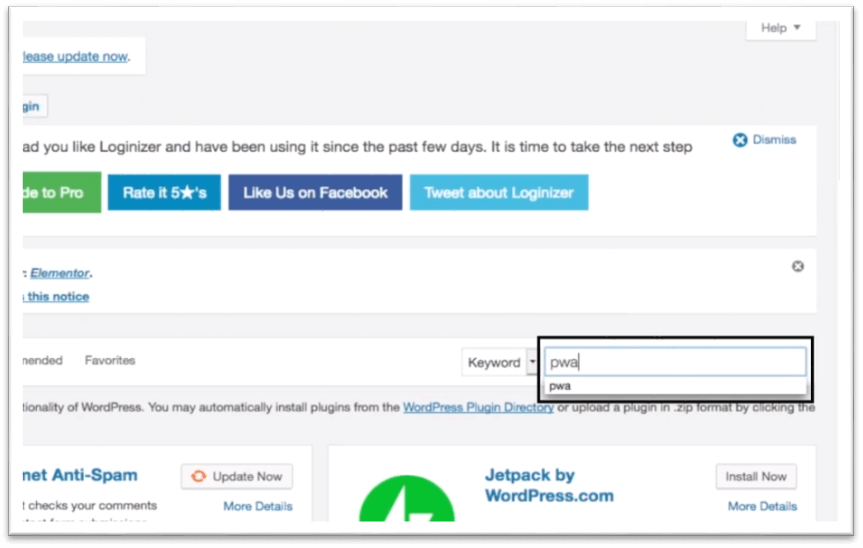 Help
lease update now.
gin
ad you like Loginizer and have been using it since the past few days. It is time to take the next step
Dismiss
de to Pro
Rate it 5★'s
Like Us on Facebook
Tweet about Loginizer
: Elementor.
s this notice
mended
Favorites
Keyword
pwa
pwa
tionality of WordPress. You may automatically install plugins from the WordPress Plugin Directory or upload a plugin in .zip format by clicking the
net Anti-Spam
Update Now
Jetpack by
WordPress.com
Install Now
t checks your comments
More Details
More Details